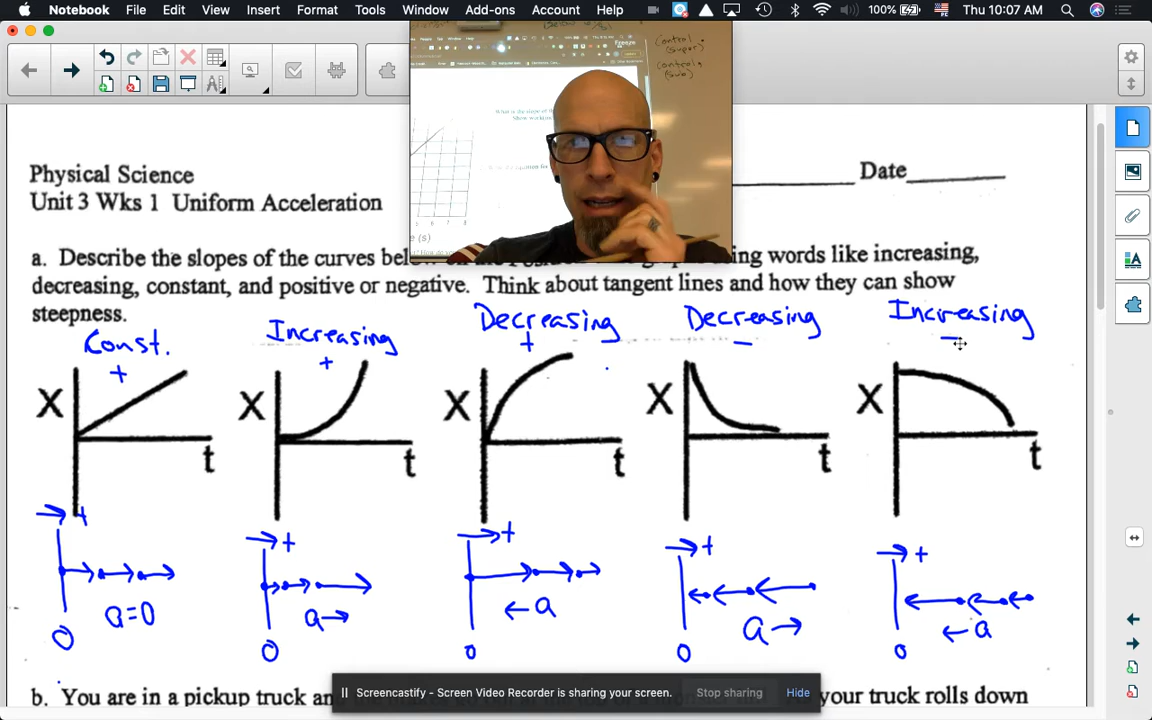 Notebook File Edit View Insert Format Tools Window Add-ons Account Help 100% Thu 10:07 AM
Physical Science
Date
Unit 3 Wks 1 Uniform Acceleration
a. Describe the slopes of the curves words like increasing,
decreasing, constant, and positive or negative. Think about tangent lines and how they can show
steepness.
Const. Increasing Decreasing Decreasing Increasing
+ + + − −
X X X X X
t t t t t
+ + + + +
a=0 a→ ←a a→ ←a
0 0 0 0 0
Screencastify - Screen Video Recorder is sharing your screen. Stop sharing Hide
b. You are in a pickup truck your truck rolls down